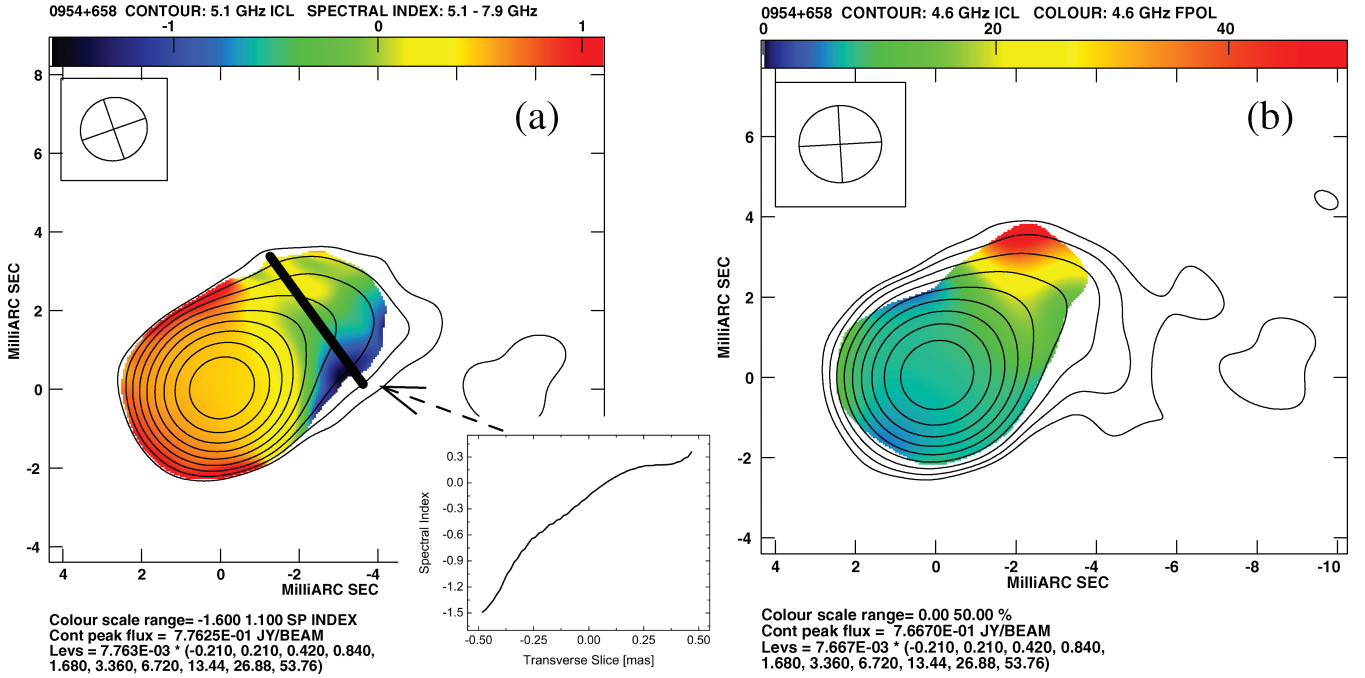 0954+658 CONTOUR: 5.1 GHz ICL SPECTRAL INDEX: 5.1 - 7.9 GHz
-1 0 1
(a)
8
6
4
2
0
-2
-4
MilliARC SEC
4 2 0 -2 -4
MilliARC SEC
Colour scale range= -1.600 1.100 SP INDEX
Cont peak flux = 7.7625E-01 JY/BEAM
Levs = 7.763E-03 * (-0.210, 0.210, 0.420, 0.840,
1.680, 3.360, 6.720, 13.44, 26.88, 53.76)
0.3
0.0
-0.3
-0.6
-0.9
-1.2
-1.5
Spectral Index
-0.50 -0.25 0.00 0.25 0.50
Transverse Slice [mas]
0954+658 CONTOUR: 4.6 GHz ICL COLOUR: 4.6 GHz FPOL
0 20 40
(b)
6
4
2
0
-2
-4
MilliARC SEC
4 2 0 -2 -4 -6 -8 -10
MilliARC SEC
Colour scale range= 0.00 50.00 %
Cont peak flux = 7.6670E-01 JY/BEAM
Levs = 7.667E-03 * (-0.210, 0.210, 0.420, 0.840,
1.680, 3.360, 6.720, 13.44, 26.88, 53.76)